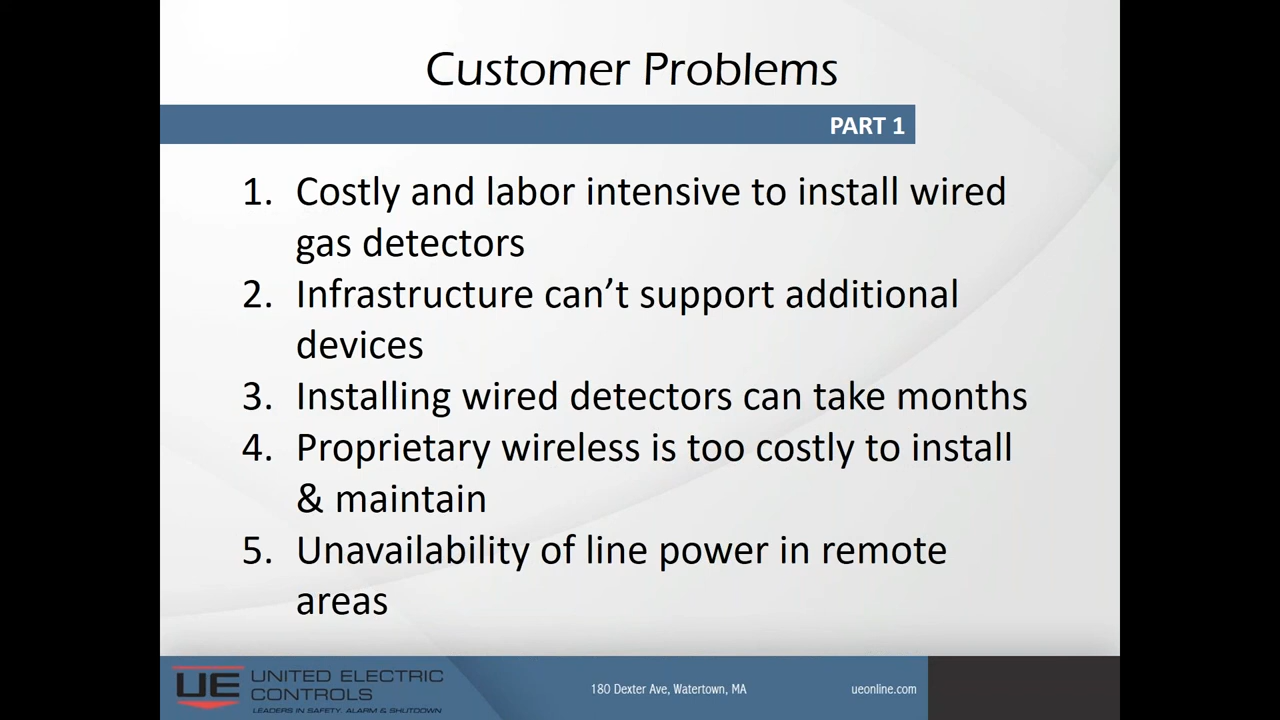 Customer Problems
PART 1
1. Costly and labor intensive to install wired
gas detectors
2. Infrastructure can’t support additional
devices
3. Installing wired detectors can take months
4. Proprietary wireless is too costly to install
& maintain
5. Unavailability of line power in remote
areas
UE
UNITED ELECTRIC
CONTROLS
LEADERS IN SAFETY, ALARM & SHUTDOWN
180 Dexter Ave, Watertown, MA
ueonline.com